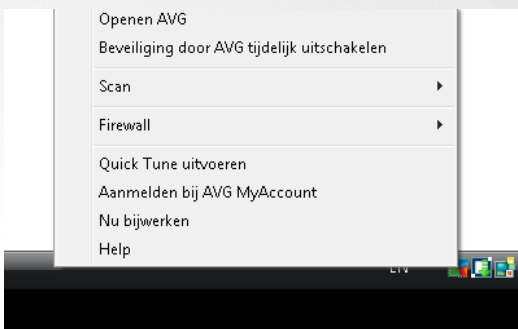 Openen AVG
Beveiliging door AVG tijdelijk uitschakelen
Scan
Firewall
Quick Tune uitvoeren
Aanmelden bij AVG MyAccount
Nu bijwerken
Help
EN